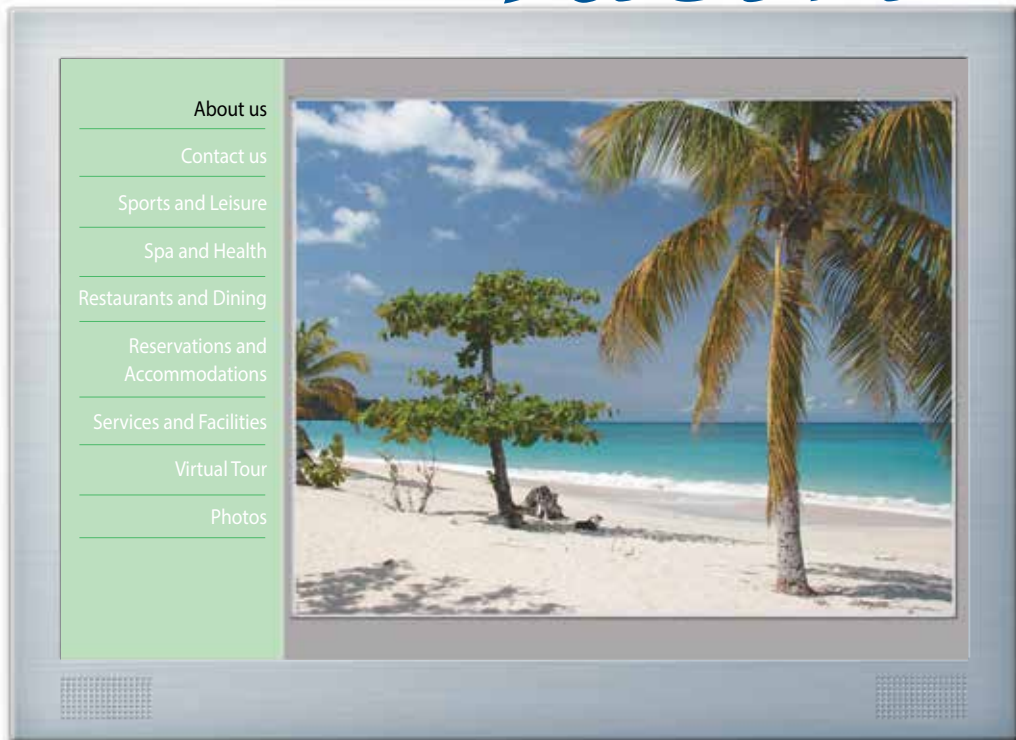 About us
Contact us
Sports and Leisure
Spa and Health
Restaurants and Dining
Reservations and
Accommodations
Services and Facilities
Virtual Tour
Photos